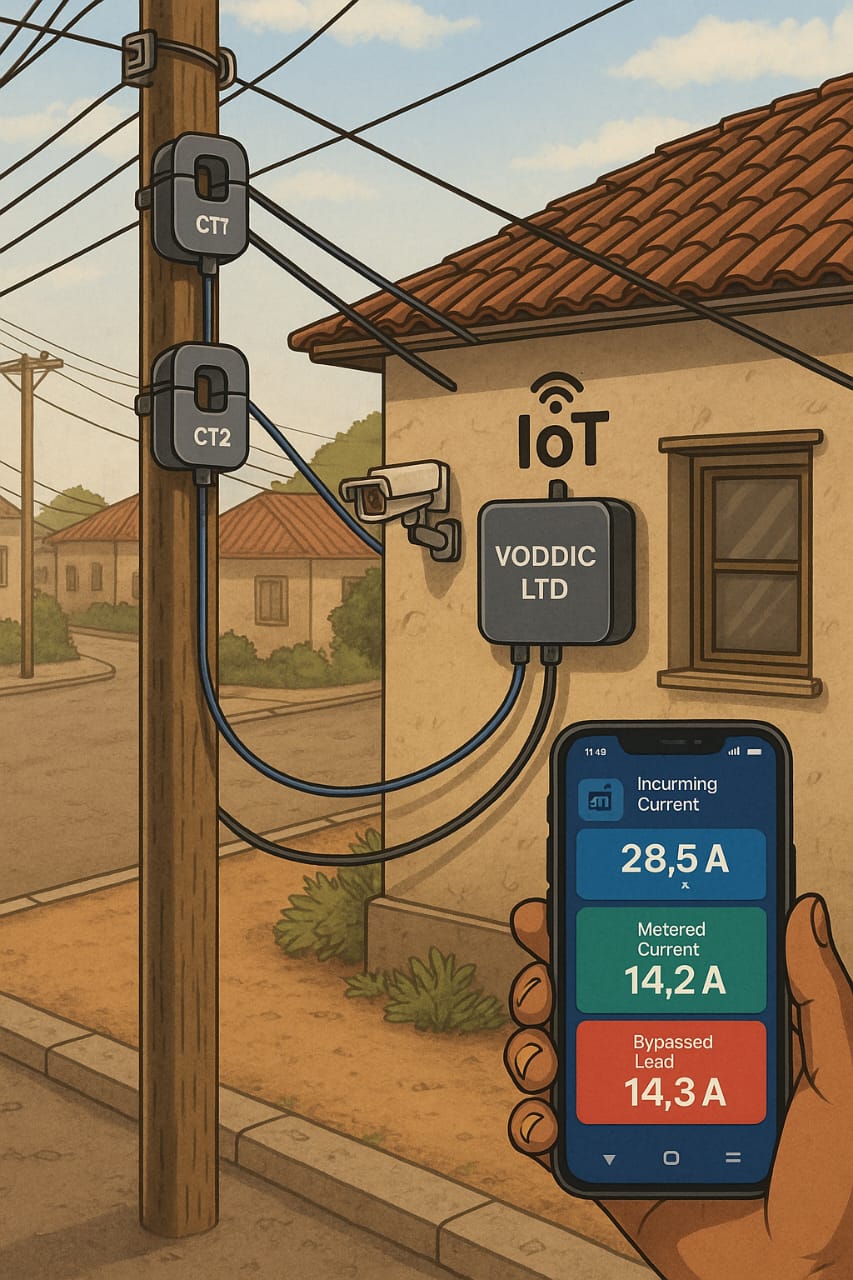 CT7
CT2
IoT
VODDIC
LTD
11 49
Incurming
Current
28,5 A
Metered
Current
14,2 A
Bypassed
Lead
14,3 A